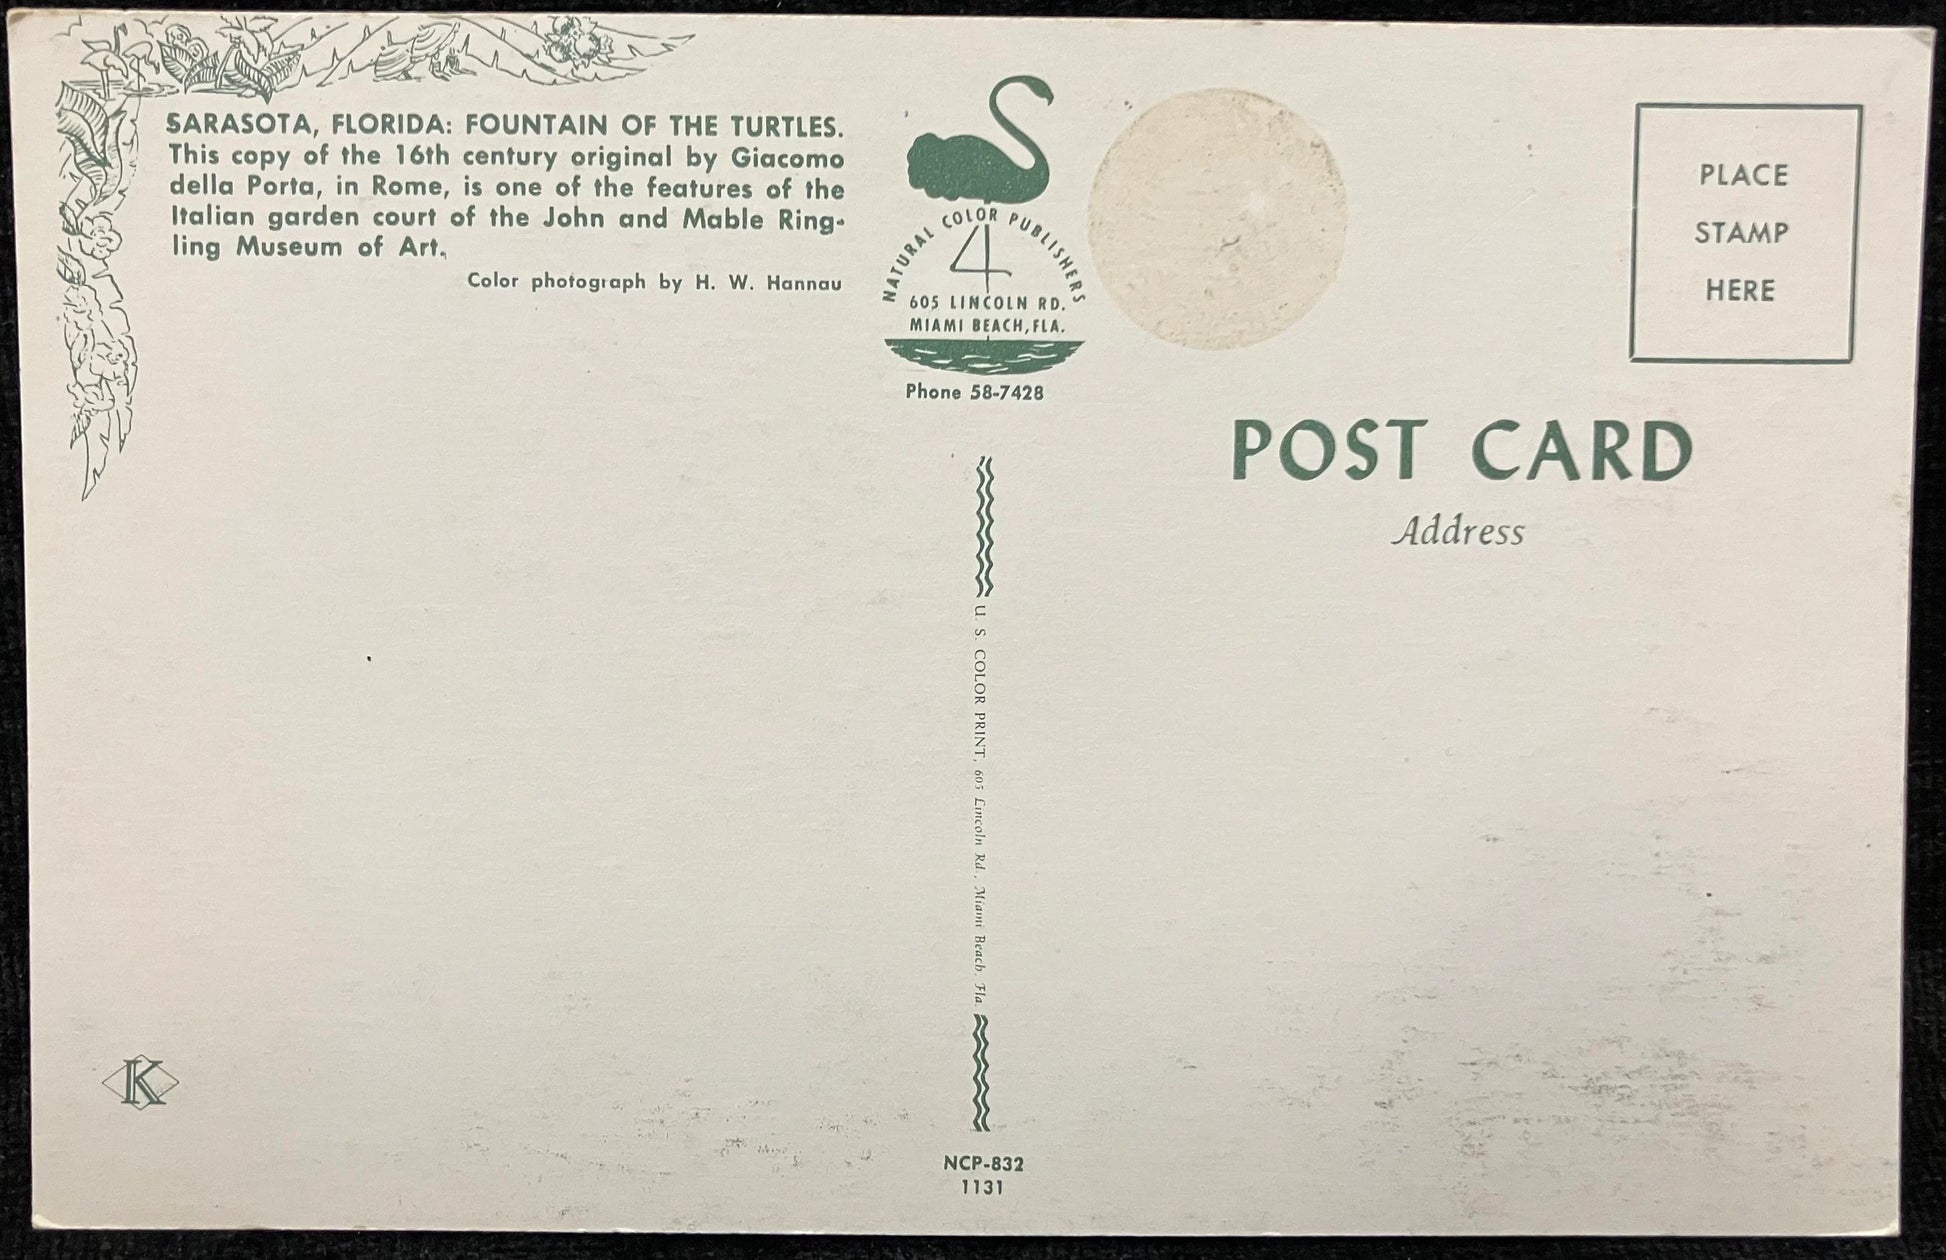 SARASOTA, FLORIDA: FOUNTAIN OF THE TURTLES.
This copy of the 16th century original by Giacomo
della Porta, in Rome, is one of the features of the
Italian garden court of the John and Mable Ring-
ling Museum of Art.
Color photograph by H. W. Hannau
NATURAL COLOR PUBLISHERS
4
605 LINCOLN RD.
MIAMI BEACH, FLA.
Phone 58-7428
PLACE
STAMP
HERE
POST CARD
Address
U. S. COLOR PRINT, 605 Lincoln Rd., Miami Beach, Fla.
K
NCP-832
1131